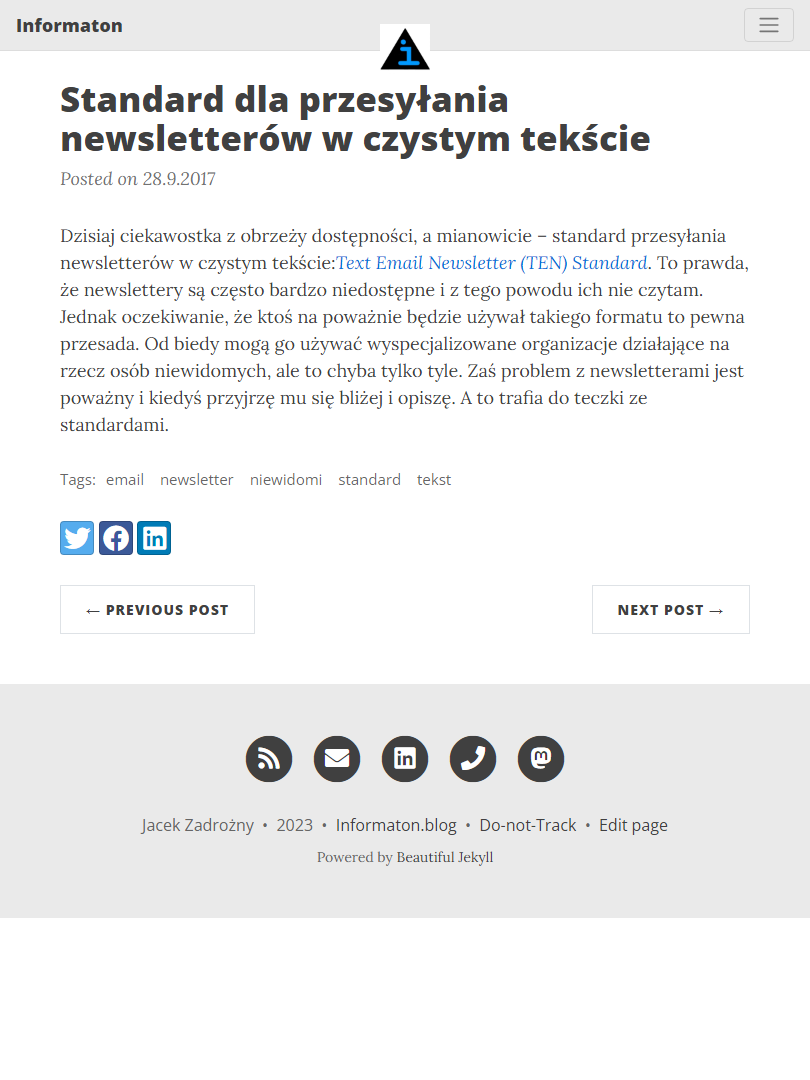 Informaton
i
Standard dla przesyłania
newsletterów w czystym tekście
Posted on 28.9.2017
Dzisiaj ciekawostka z obrzeży dostępności, a mianowicie – standard przesyłania
newsletterów w czystym tekście:Text Email Newsletter (TEN) Standard. To prawda,
że newslettery są często bardzo niedostępne i z tego powodu ich nie czytam.
Jednak oczekiwanie, że ktoś na poważnie będzie używał takiego formatu to pewna
przesada. Od biedy mogą go używać wyspecjalizowane organizacje działające na
rzecz osób niewidomych, ale to chyba tylko tyle. Zaś problem z newsletterami jest
poważny i kiedyś przyjrzę mu się bliżej i opiszę. A to trafia do teczki ze
standardami.
Tags: email newsletter niewidomi standard tekst
← PREVIOUS POST NEXT POST →
Jacek Zadrożny • 2023 • Informaton.blog • Do-not-Track • Edit page
Powered by Beautiful Jekyll